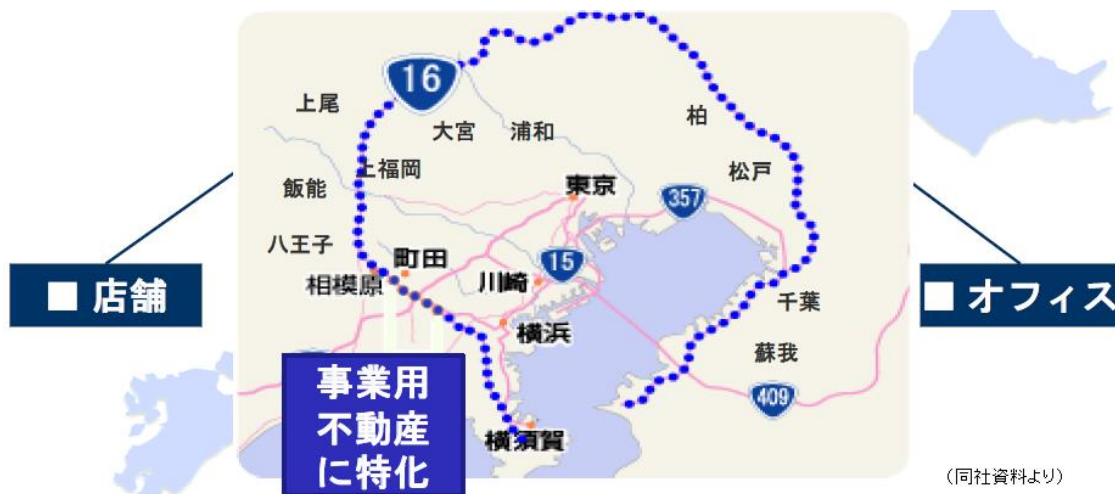 16
上尾
大宮
浦和
柏
上福岡
松戸
飯能
東京
357
八王子
町田
15
相模原
川崎
千葉
■ 店舗
■ オフィス
横浜
蘇我
事業用
不動産
に特化
409
横須賀
(同社資料より)